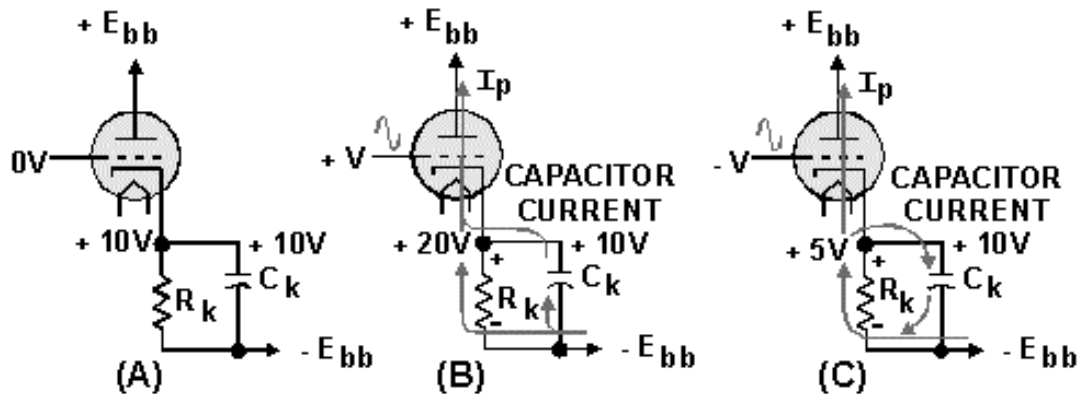 + Ebb
0V
+ 10V
+ 10V
Rk
Ck
- Ebb
(A)
+ Ebb
Ip
+ V
CAPACITOR
CURRENT
+ 20V
+
+ 10V
Rk
Ck
-
- Ebb
(B)
+ Ebb
Ip
- V
CAPACITOR
CURRENT
+ 5V
+
+ 10V
Rk
Ck
-
- Ebb
(C)